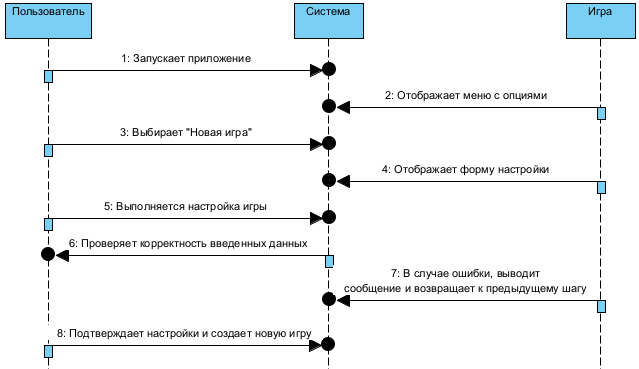 Пользователь
Система
Игра
1: Запускает приложение
2: Отображает меню с опциями
3: Выбирает "Новая игра"
4: Отображает форму настройки
5: Выполняется настройка игры
6: Проверяет корректность введенных данных
7: В случае ошибки, выводит
сообщение и возвращает к предыдущему шагу
8: Подтверждает настройки и создает новую игру